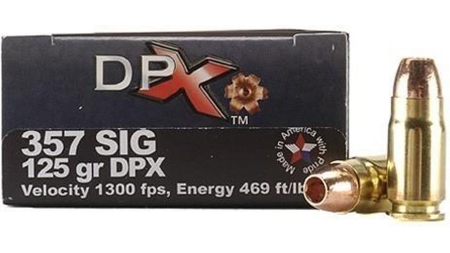 DPX
TM
357 SIG
125 gr DPX
Velocity 1300 fps, Energy 469 ft/lb
Made in America with Pride